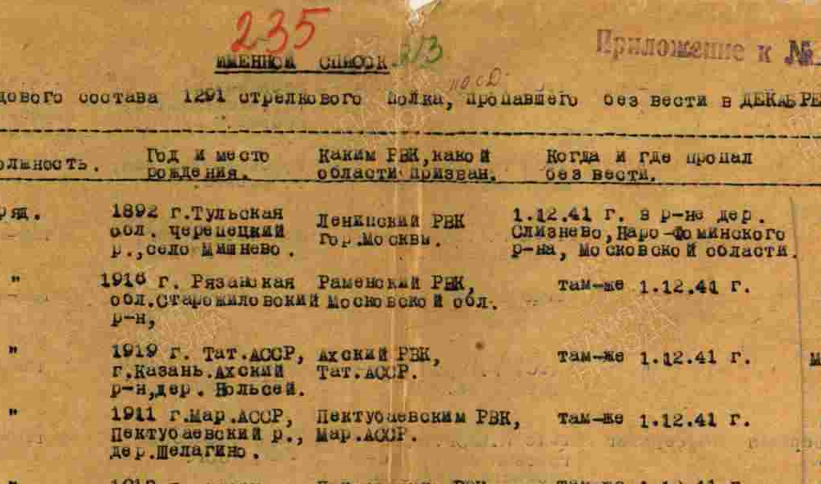 235
213
ИМЕННОЙ СПИСОК.
Приложение к №
дового состава 1291 стрелкового полка, пропавшего без вести в ДЕКАБРЕ
олжность. Год и место Каким РВК,какой Когда и где пропал
рождения. области призван. без вести.
ряд. 1892 г.Тульская Ленинский РВК 1.12.41 г. в р-не дер.
обл. черепецкий Гор.Москвы. Слизнево,Наро-Фоминского
р.,село Мишнево. р-на, Московской области.
" 1916 г. Рязанская Раменский РВК, там-же 1.12.41 г.
обл.Старожиловский Московской обл.
р-н,
" 1919 г. Тат.АССР, Ахский РВК, там-же 1.12.41 г.
г.Казань.Ахский Тат.АССР.
р-н,дер. Вольсей.
" 1911 г.Мар.АССР, Пектубаевским РВК, там-же 1.12.41 г.
Пектубаевский р., Мар.АССР.
дер.Шелагино.